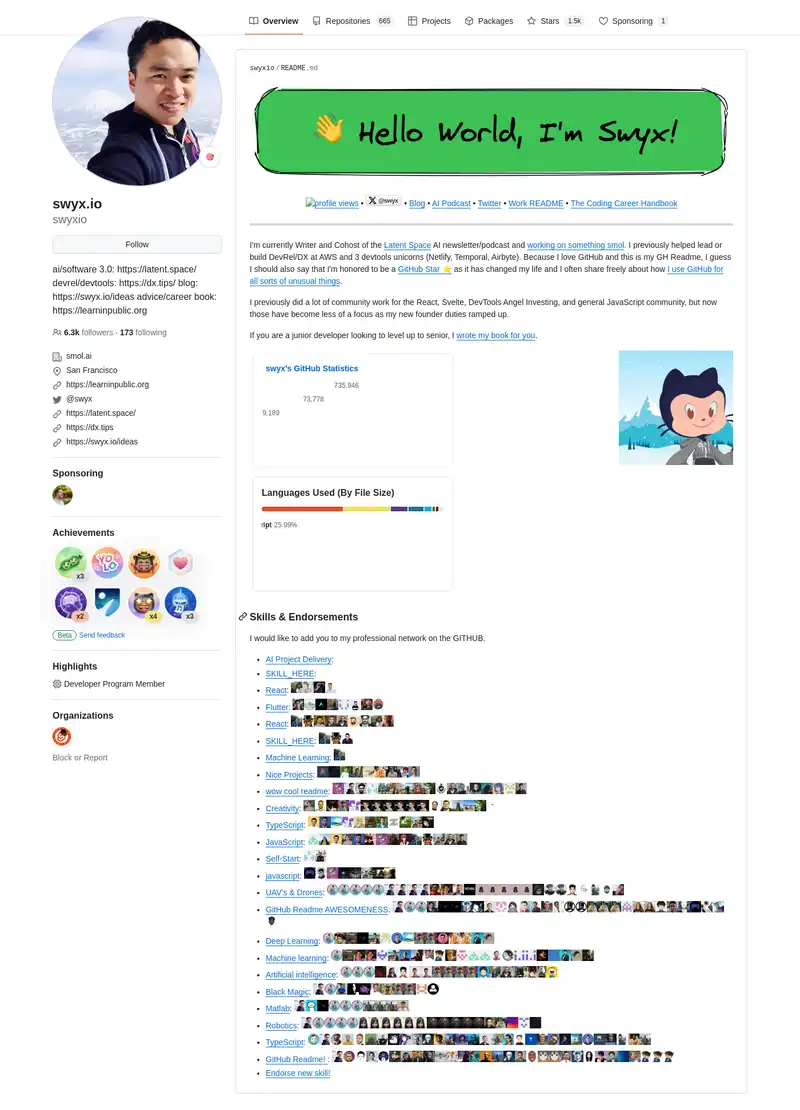 Overview
Repositories 665
Projects
Packages
Stars 1.5k
Sponsoring 1
swyx.io
swyxio
Follow
ai/software 3.0: https://latent.space/
devrel/devtools: https://dx.tips/ blog:
https://swyx.io/ideas advice/career book:
https://learninpublic.org
6.3k followers · 173 following
smol.ai
San Francisco
https://learninpublic.org
@swyx
https://latent.space/
https://dx.tips
https://swyx.io/ideas
Sponsoring
Achievements
x3
YOLO
x2
x4
x3
Beta Send feedback
Highlights
Developer Program Member
Organizations
Block or Report
swyxio / README.md
👋 Hello World, I'm Swyx!
profile views • X @swyx • Blog • AI Podcast • Twitter • Work README • The Coding Career Handbook
I'm currently Writer and Cohost of the Latent Space AI newsletter/podcast and working on something smol. I previously helped lead or
build DevRel/DX at AWS and 3 devtools unicorns (Netlify, Temporal, Airbyte). Because I love GitHub and this is my GH Readme, I guess
I should also say that I'm honored to be a GitHub Star ⭐ as it has changed my life and I often share freely about how I use GitHub for
all sorts of unusual things.
I previously did a lot of community work for the React, Svelte, DevTools Angel Investing, and general JavaScript community, but now
those have become less of a focus as my new founder duties ramped up.
If you are a junior developer looking to level up to senior, I wrote my book for you.
swyx's GitHub Statistics
735,946
73,778
9,189
Languages Used (By File Size)
ript 25.99%
Skills & Endorsements
I would like to add you to my professional network on the GITHUB.
• AI Project Delivery:
• SKILL_HERE:
• React:
• Flutter:
• React:
• SKILL_HERE:
• Machine Learning:
• Nice Projects:
• wow cool readme:
• Creativity:
• TypeScript:
• JavaScript:
• Self-Start:
• javascript:
• UAV's & Drones:
• GitHub Readme AWESOMENESS:
• Deep Learning:
• Machine learning:
• Artificial intelligence:
• Black Magic:
• Matlab:
• Robotics:
• TypeScript:
• GitHub Readme! :
• Endorse new skill!